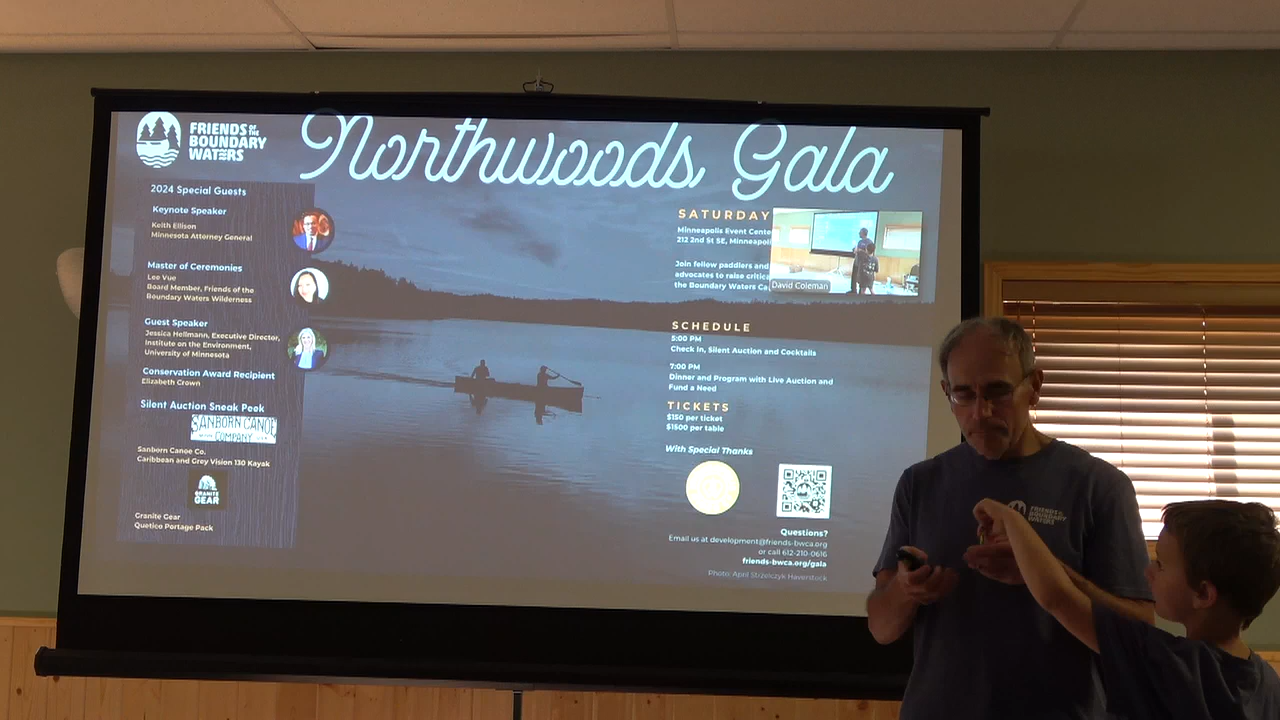 FRIENDS OF THE
BOUNDARY
WATERS
Northwoods Gala
2024 Special Guests
Keynote Speaker
Keith Ellison
Minnesota Attorney General
Master of Ceremonies
Lee Vue
Board Member, Friends of the
Boundary Waters Wilderness
Guest Speaker
Jessica Hellmann, Executive Director,
Institute on the Environment,
University of Minnesota
Conservation Award Recipient
Elizabeth Crown
Silent Auction Sneak Peek
SANBORN CANOE
COMPANY
Sanborn Canoe Co.
Caribbean and Grey Vision 130 Kayak
GRANITE
GEAR
Granite Gear
Quetico Portage Pack
SATURDAY
Minneapolis Event
212 2nd St SE,
Join fellow paddlers and
advocates to raise
the Boundary Waters
David Coleman
SCHEDULE
5:00 PM
Check In, Silent Auction and Cocktails
7:00 PM
Dinner and Program with Live Auction and
Fund a Need
TICKETS
$150 per ticket
$1500 per table
With Special Thanks
Questions?
Email us at development@friends-bwca.org
or call 612-210-0616
friends-bwca.org/gala
Photo: April Strzelczyk Haverstock
FRIENDS OF THE
BOUNDARY
WATERS